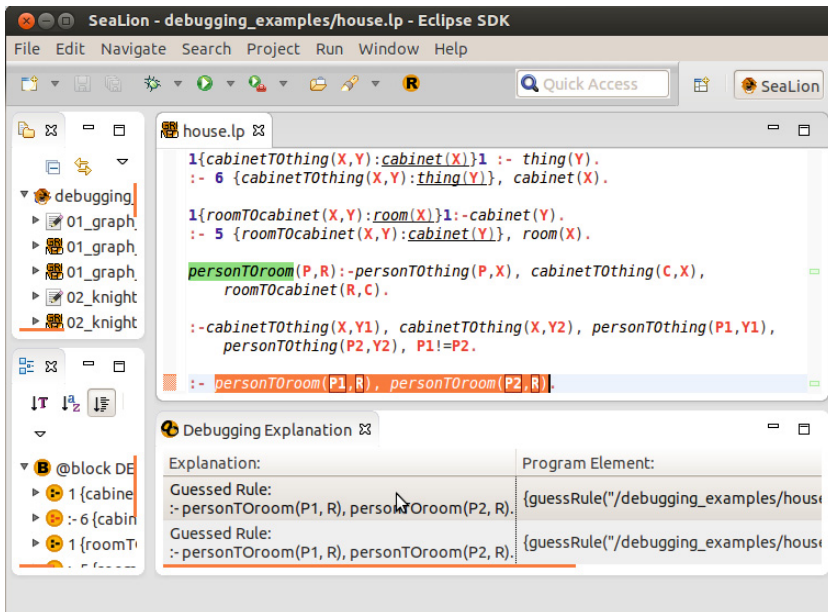 SeaLion - debugging_examples/house.lp - Eclipse SDK
File Edit Navigate Search Project Run Window Help
Quick Access
SeaLion
debugging_
01_graph_
01_graph_
01_graph_
02_knight
02_knight
house.lp
1{cabinetTOthing(X,Y):cabinet(X)}1 :- thing(Y).
:- 6 {cabinetTOthing(X,Y):thing(Y)}, cabinet(X).
1{roomTOcabinet(X,Y):room(X)}1:-cabinet(Y).
:- 5 {roomTOcabinet(X,Y):cabinet(Y)}, room(X).
personTOroom(P,R):-personTOthing(P,X), cabinetTOthing(C,X),
roomTOcabinet(R,C).
:-cabinetTOthing(X,Y1), cabinetTOthing(X,Y2), personTOthing(P1,Y1),
personTOthing(P2,Y2), P1!=P2.
:- personTOroom(P1,R), personTOroom(P2,R).
@block DE
1 {cabine
:- 6 {cabin
1 {roomT
Debugging Explanation
Explanation: Program Element:
Guessed Rule:
:- personTOroom(P1, R), personTOroom(P2, R). {guessRule("/debugging_examples/house
Guessed Rule:
:- personTOroom(P1, R), personTOroom(P2, R). {guessRule("/debugging_examples/house